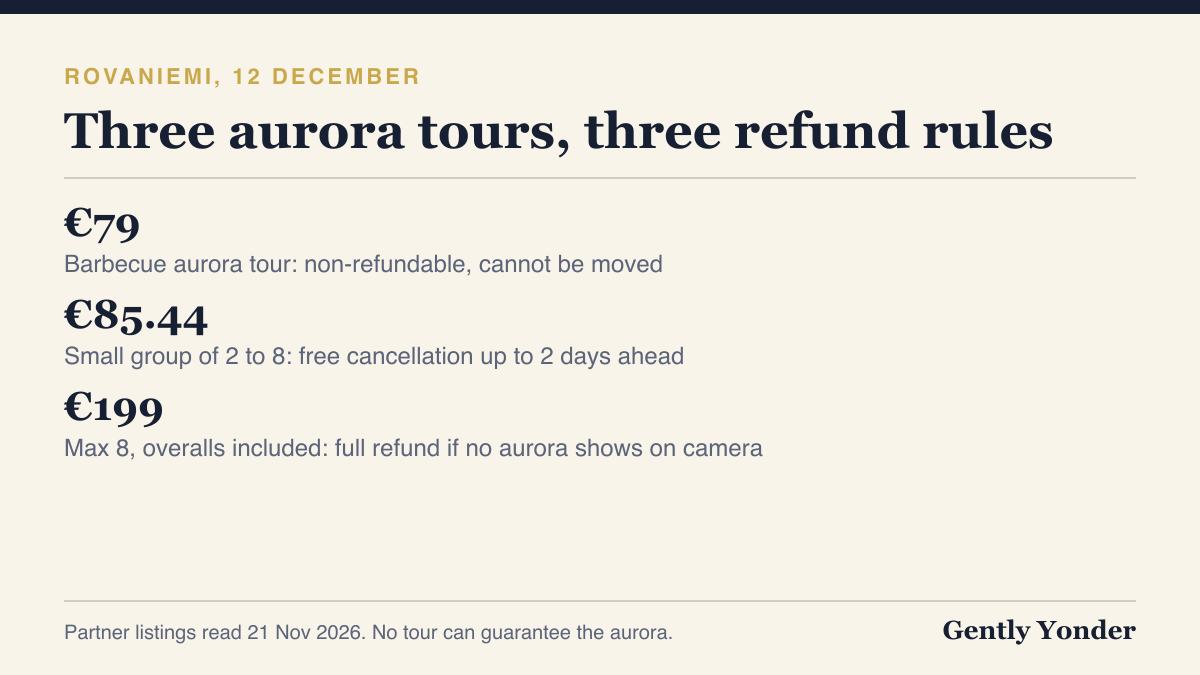 ROVANIEMI, 12 DECEMBER
Three aurora tours, three refund rules
€79
Barbecue aurora tour: non-refundable, cannot be moved
€85.44
Small group of 2 to 8: free cancellation up to 2 days ahead
€199
Max 8, overalls included: full refund if no aurora shows on camera
Partner listings read 21 Nov 2026. No tour can guarantee the aurora.
Gently Yonder